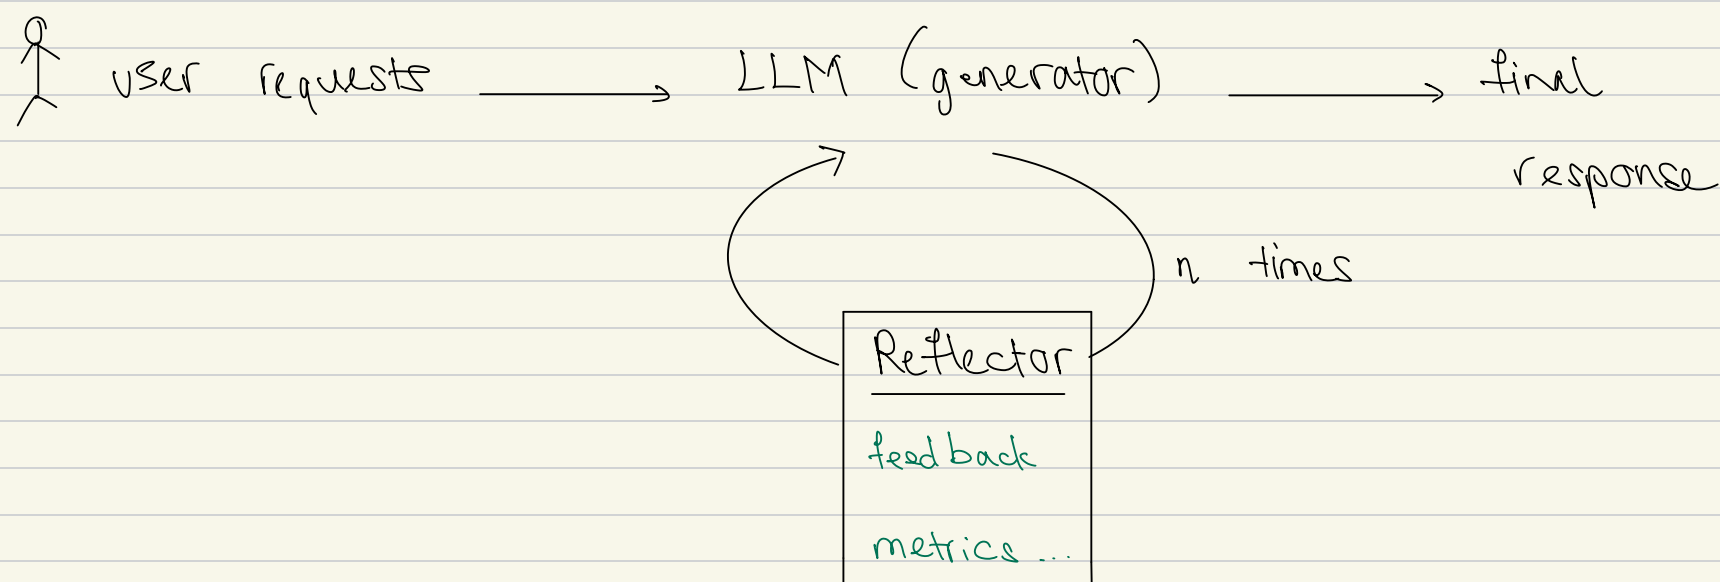 user requests → LLM (generator) → final
response
n times
Reflector
feedback
metrics...